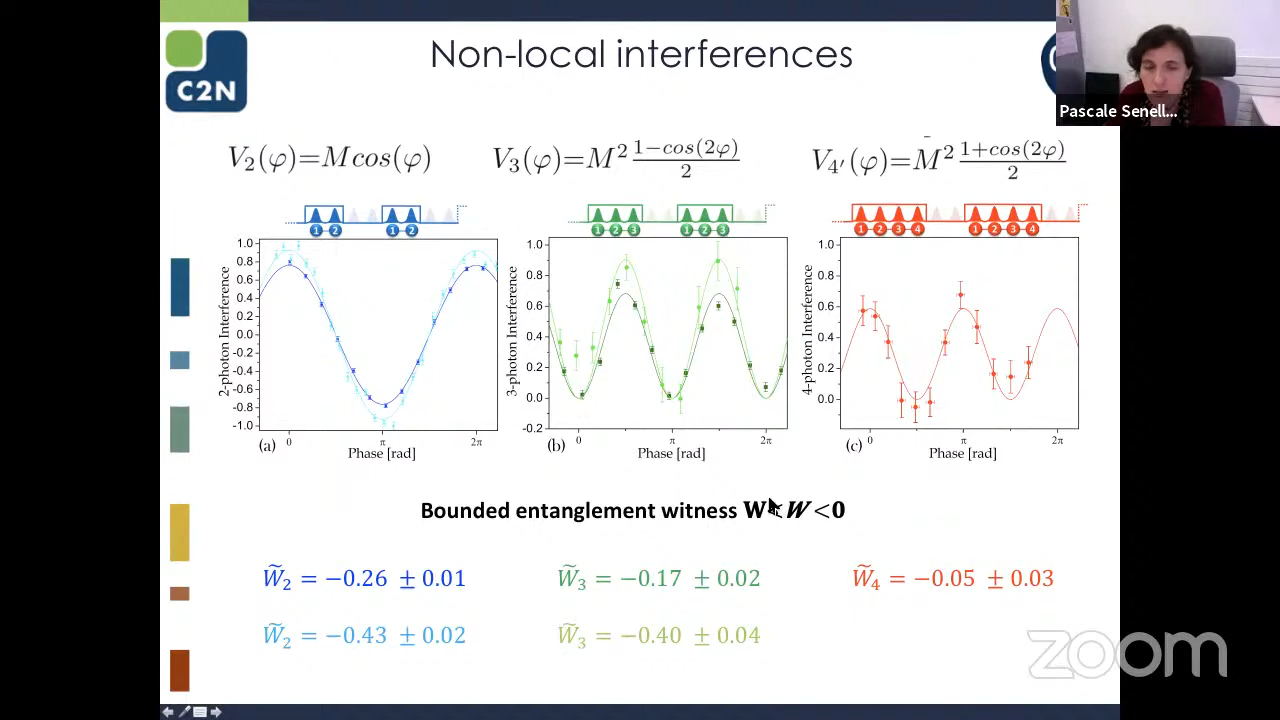 Non-local interferences
C2N
Pascale Senell...
V₂(φ)=Mcos(φ)
V₃(φ)=M² (1−cos(2φ))/2
V₄'(φ)=M̄² (1+cos(2φ))/2
1 2 1 2
1 2 3 1 2 3
1 2 3 4 1 2 3 4
2-photon Interference
1.0
0.8
0.6
0.4
0.2
0.0
-0.2
-0.4
-0.6
-0.8
-1.0
0 π 2π
(a) Phase [rad]
3-photon Interference
1.0
0.8
0.6
0.4
0.2
0.0
-0.2
0 π 2π
(b) Phase [rad]
4-photon Interference
1.0
0.8
0.6
0.4
0.2
0.0
0 π 2π
(c) Phase [rad]
Bounded entanglement witness W < W̃ <0
W̃₂ = −0.26 ± 0.01
W̃₃ = −0.17 ± 0.02
W̃₄ = −0.05 ± 0.03
W̃₂ = −0.43 ± 0.02
W̃₃ = −0.40 ± 0.04
zoom